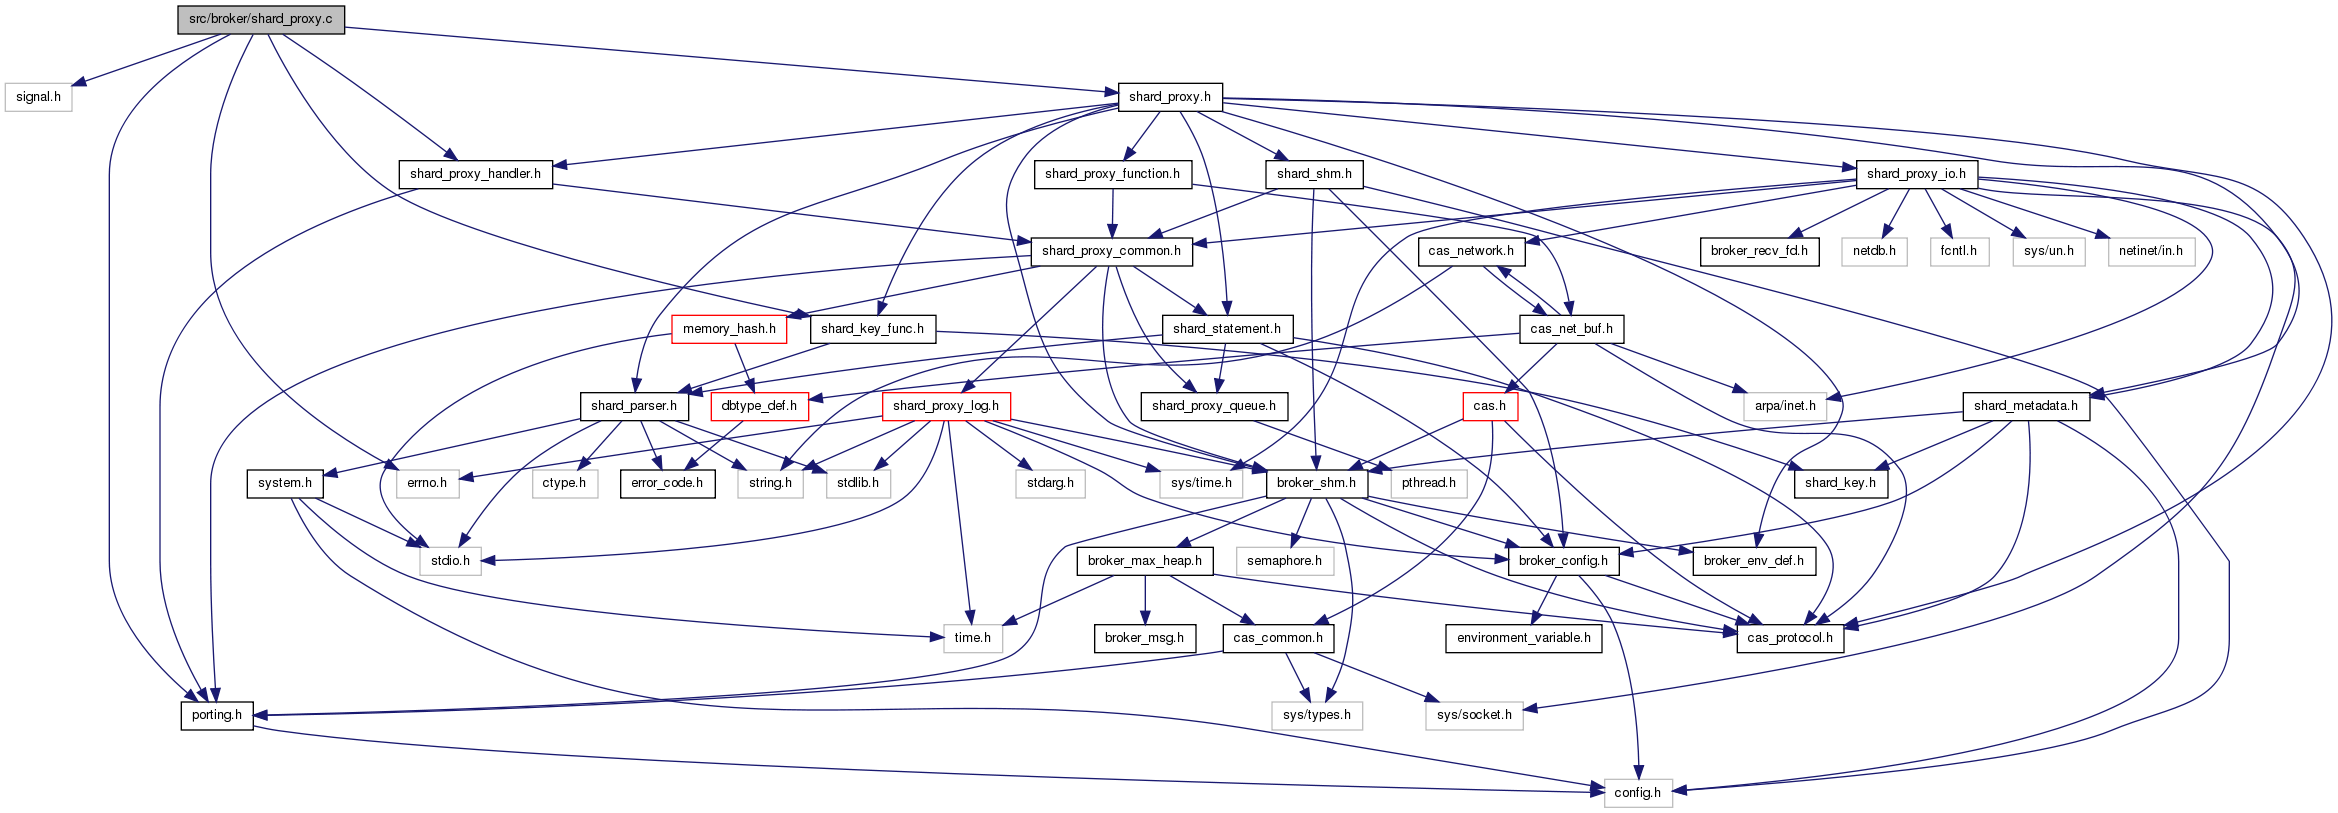 src/broker/shard_proxy.c
signal.h
shard_proxy.h
shard_proxy_handler.h
shard_proxy_function.h
shard_shm.h
shard_proxy_io.h
shard_proxy_common.h
cas_network.h
broker_recv_fd.h
netdb.h
fcntl.h
sys/un.h
netinet/in.h
memory_hash.h
shard_key_func.h
shard_statement.h
cas_net_buf.h
shard_parser.h
dbtype_def.h
shard_proxy_log.h
shard_proxy_queue.h
cas.h
arpa/inet.h
shard_metadata.h
system.h
errno.h
ctype.h
error_code.h
string.h
stdlib.h
stdarg.h
sys/time.h
broker_shm.h
pthread.h
shard_key.h
stdio.h
broker_max_heap.h
semaphore.h
broker_config.h
broker_env_def.h
time.h
broker_msg.h
cas_common.h
environment_variable.h
cas_protocol.h
porting.h
sys/types.h
sys/socket.h
config.h